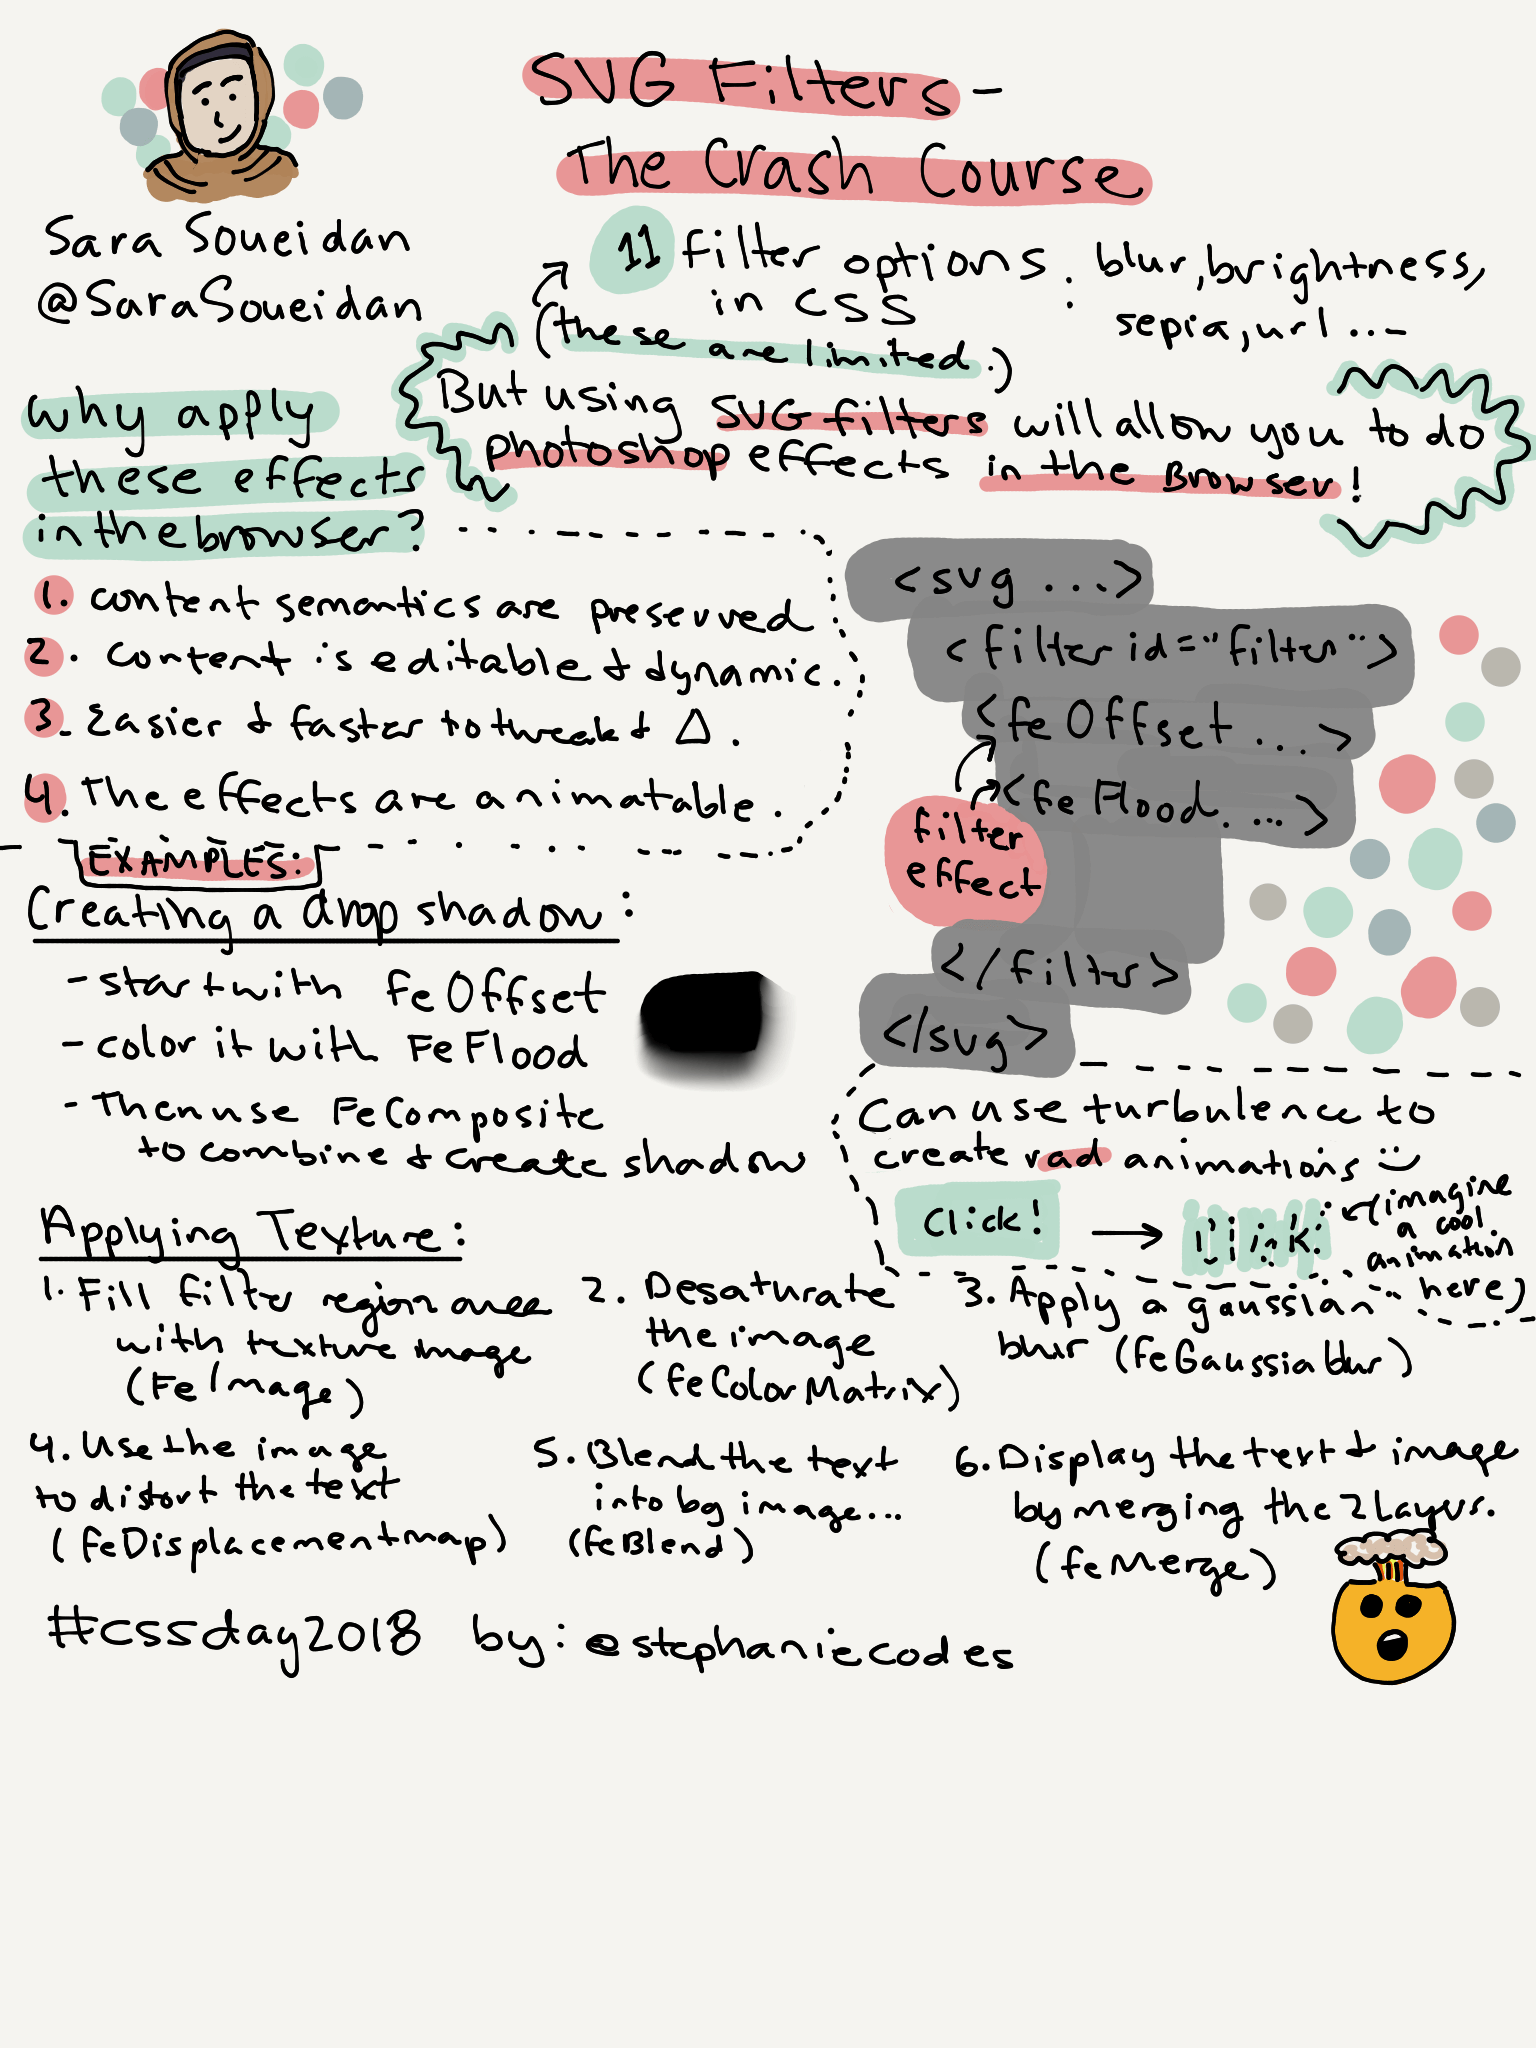 SVG Filters -
The Crash Course
Sara Soueidan
@SaraSoueidan
11 filter options : blur, brightness,
in CSS
sepia, url ...
(these are limited.)
But using SVG filters will allow you to do
photoshop effects in the Browser!
Why apply
these effects
in the browser?
1. content semantics are preserved
2. content is editable & dynamic.
3. Easier & faster to tweak & Δ.
4. The effects are animatable.
<svg ...>
<filter id="filter">
<feOffset ...>
<feFlood ...>
filter
effect
</filter>
</svg>
EXAMPLES:
Creating a drop shadow:
- start with FeOffset
- color it with FeFlood
- Then use FeComposite
to combine & create shadow
Can use turbulence to
create rad animations :)
Click!
(imagine
a cool
animation
here)
Applying Texture:
1. Fill filter region
with texture image
(FeImage)
2. Desaturate
the image
(feColorMatrix)
3. Apply a gaussian
blur (feGaussiablur)
4. Use the image
to distort the text
(feDisplacementmap)
5. Blend the text
into bg image...
(feBlend)
6. Display the text & image
by merging the 2 Layers.
(feMerge)
#cssday2018 by: @stephaniecodes